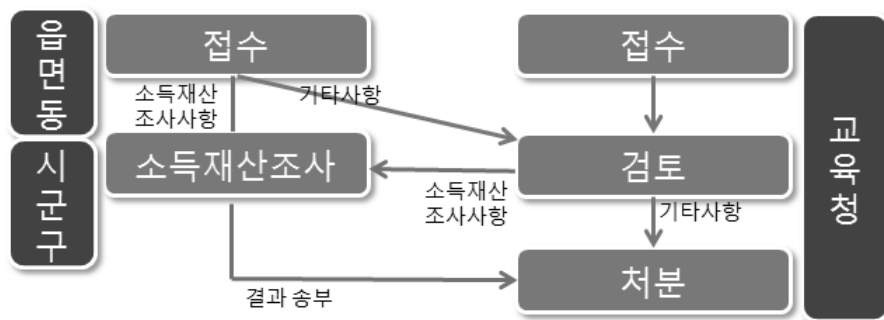 읍면동
접수
접수
소득재산
조사사항
기타사항
교육청
시군구
소득재산조사
검토
소득재산
조사사항
기타사항
처분
결과 송부